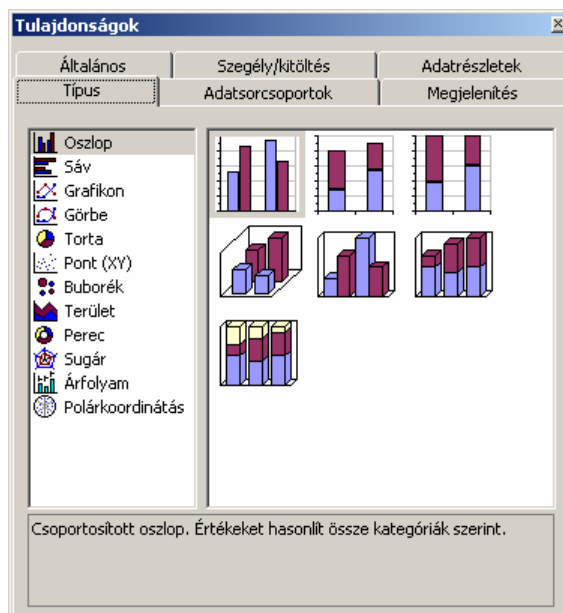 Tulajdonságok
Általános
Szegély/kitöltés
Adatrészletek
Típus
Adatsorcsoportok
Megjelenítés
Oszlop
Sáv
Grafikon
Görbe
Torta
Pont (XY)
Buborék
Terület
Perec
Sugár
Árfolyam
Polárkoordinátás
Csoportosított oszlop. Értékeket hasonlít össze kategóriák szerint.